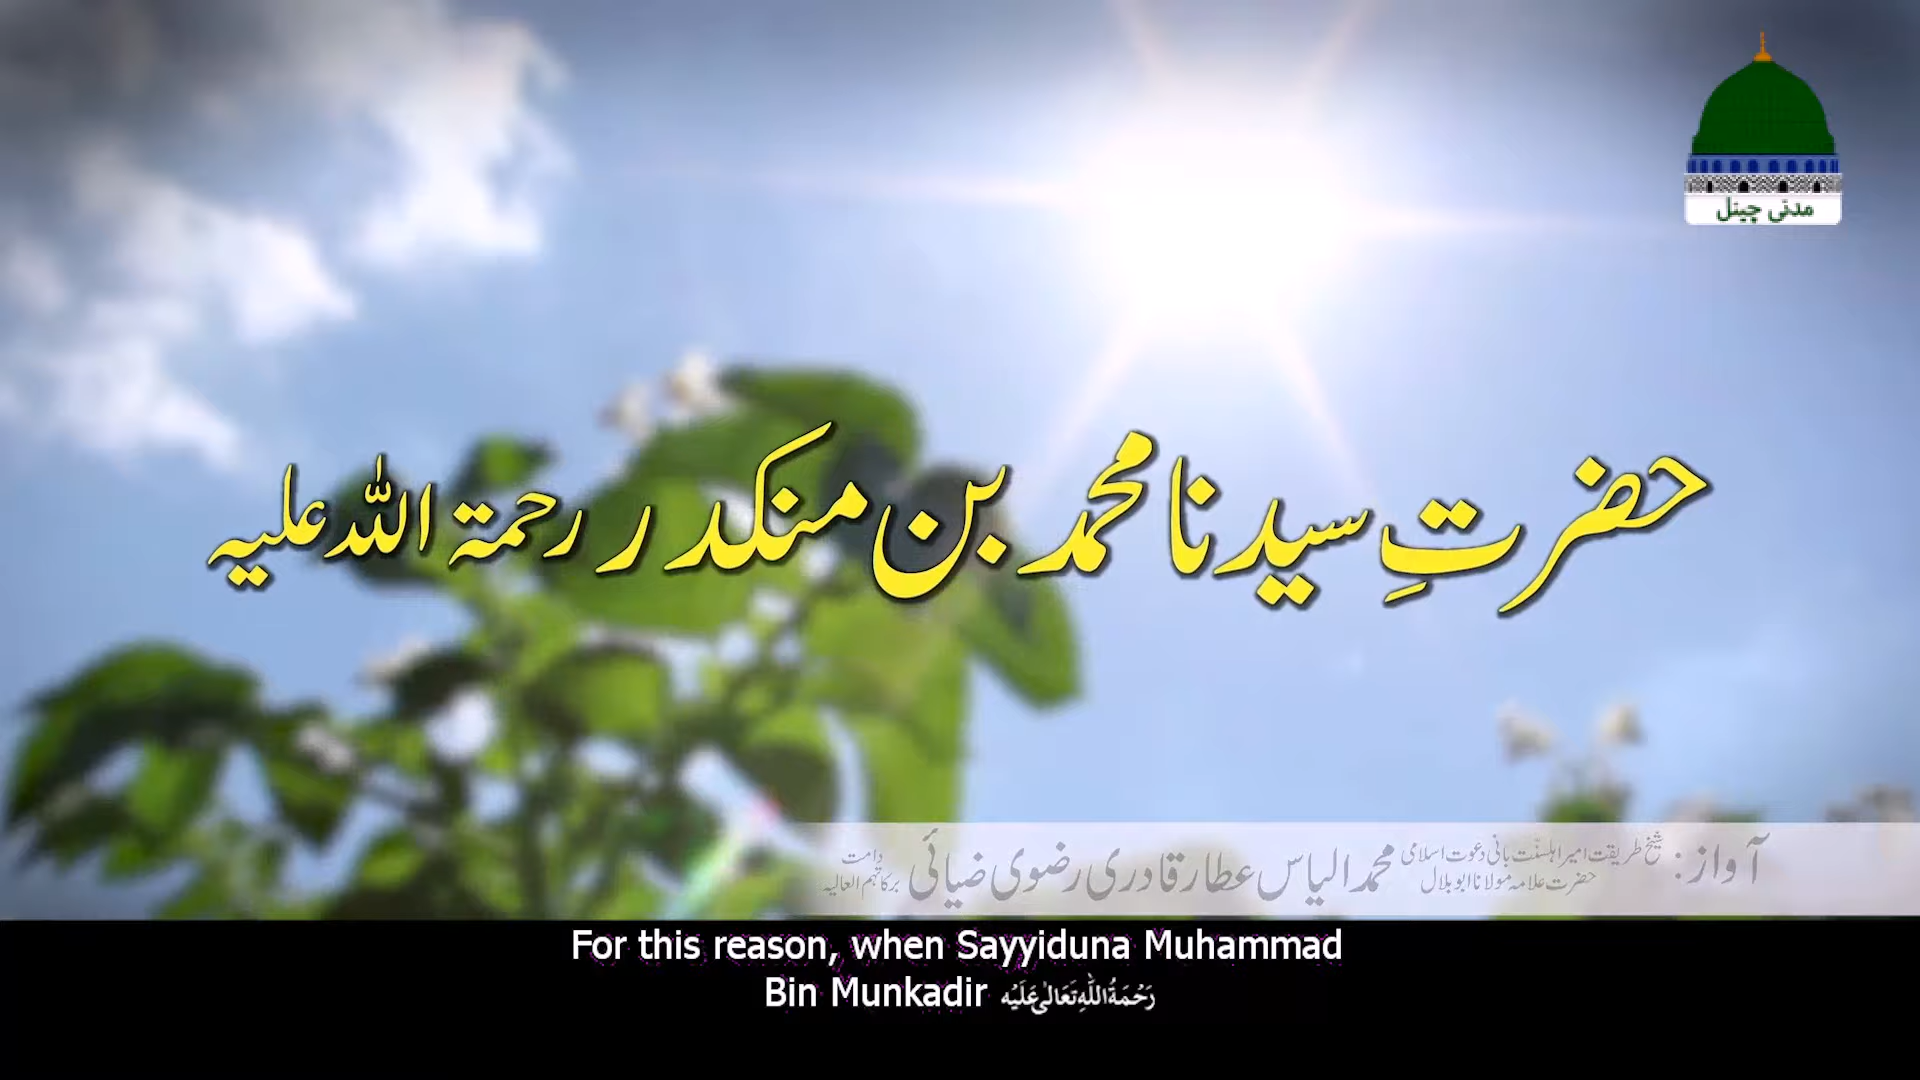 مدنی چینل
حضرتِ سیدنا محمد بن منکدر رحمۃ اللہ علیہ
آواز: شیخ طریقت امیر اہلسنّت بانی دعوت اسلامی حضرت علامہ مولانا ابو بلال محمد الیاس عطار قادری رضوی ضیائی دامت برکاتہم العالیہ
For this reason, when Sayyiduna Muhammad
Bin Munkadir رَحْمَةُ اللّٰهِ تَعَالٰى عَلَيْه